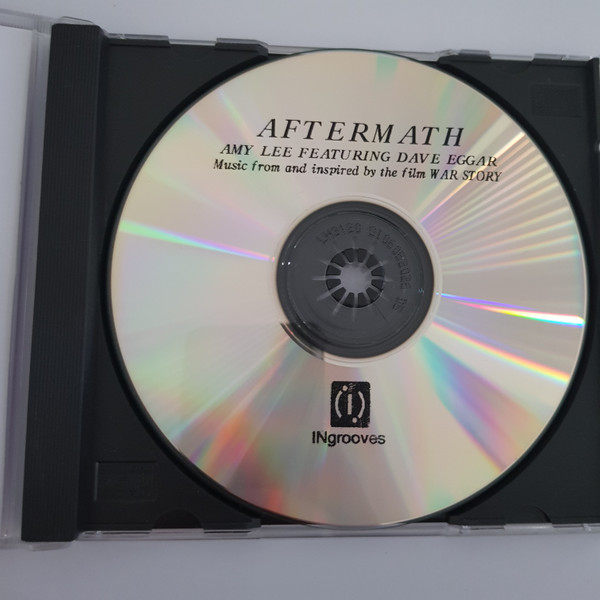 AFTERMATH
AMY LEE FEATURING DAVE EGGAR
Music from and inspired by the film WAR STORY
INgrooves